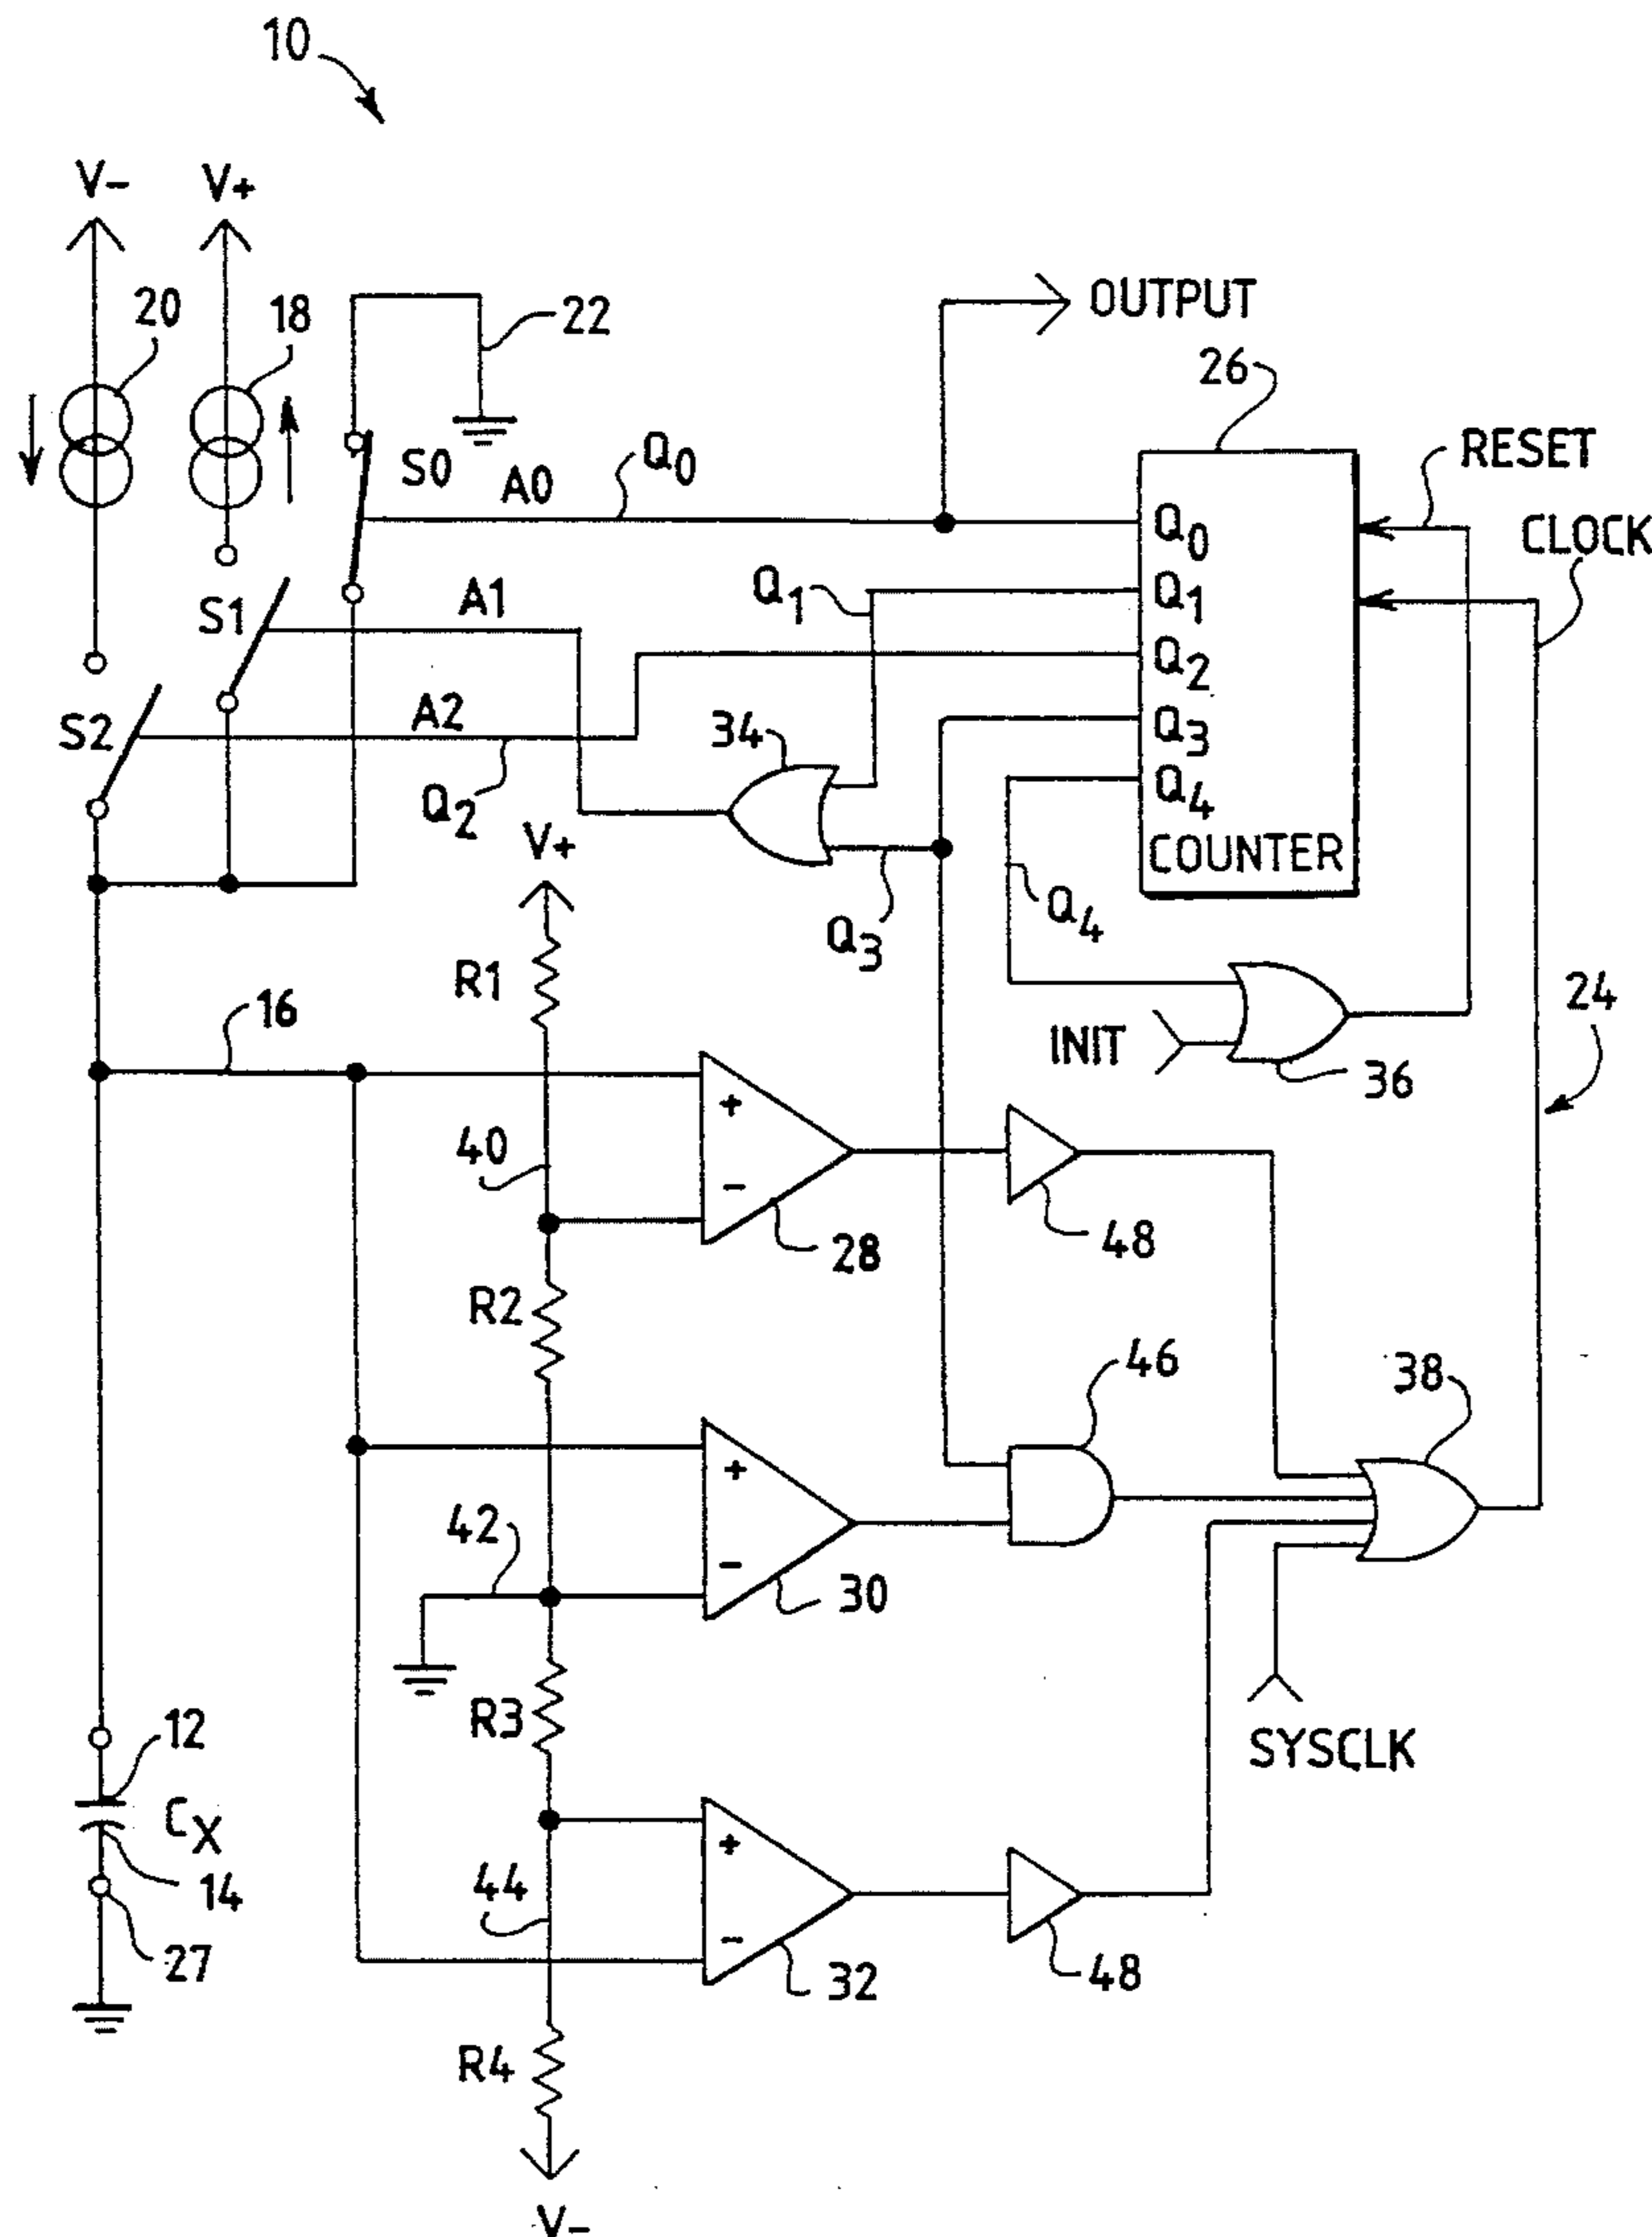 10
V- V+
20 18 22 OUTPUT
26
S0 A0 Q0 Q0 RESET
CLOCK
S1 A1 Q1 Q1
Q2
S2 A2 34 Q3
Q2 Q4
V+ COUNTER
Q3 Q4
R1
16 INIT 24
36
40 + -
28 48
R2
46
38
42 + -
30
R3
SYSCLK
12
CX
14
44 + -
27 32 48
R4
V-